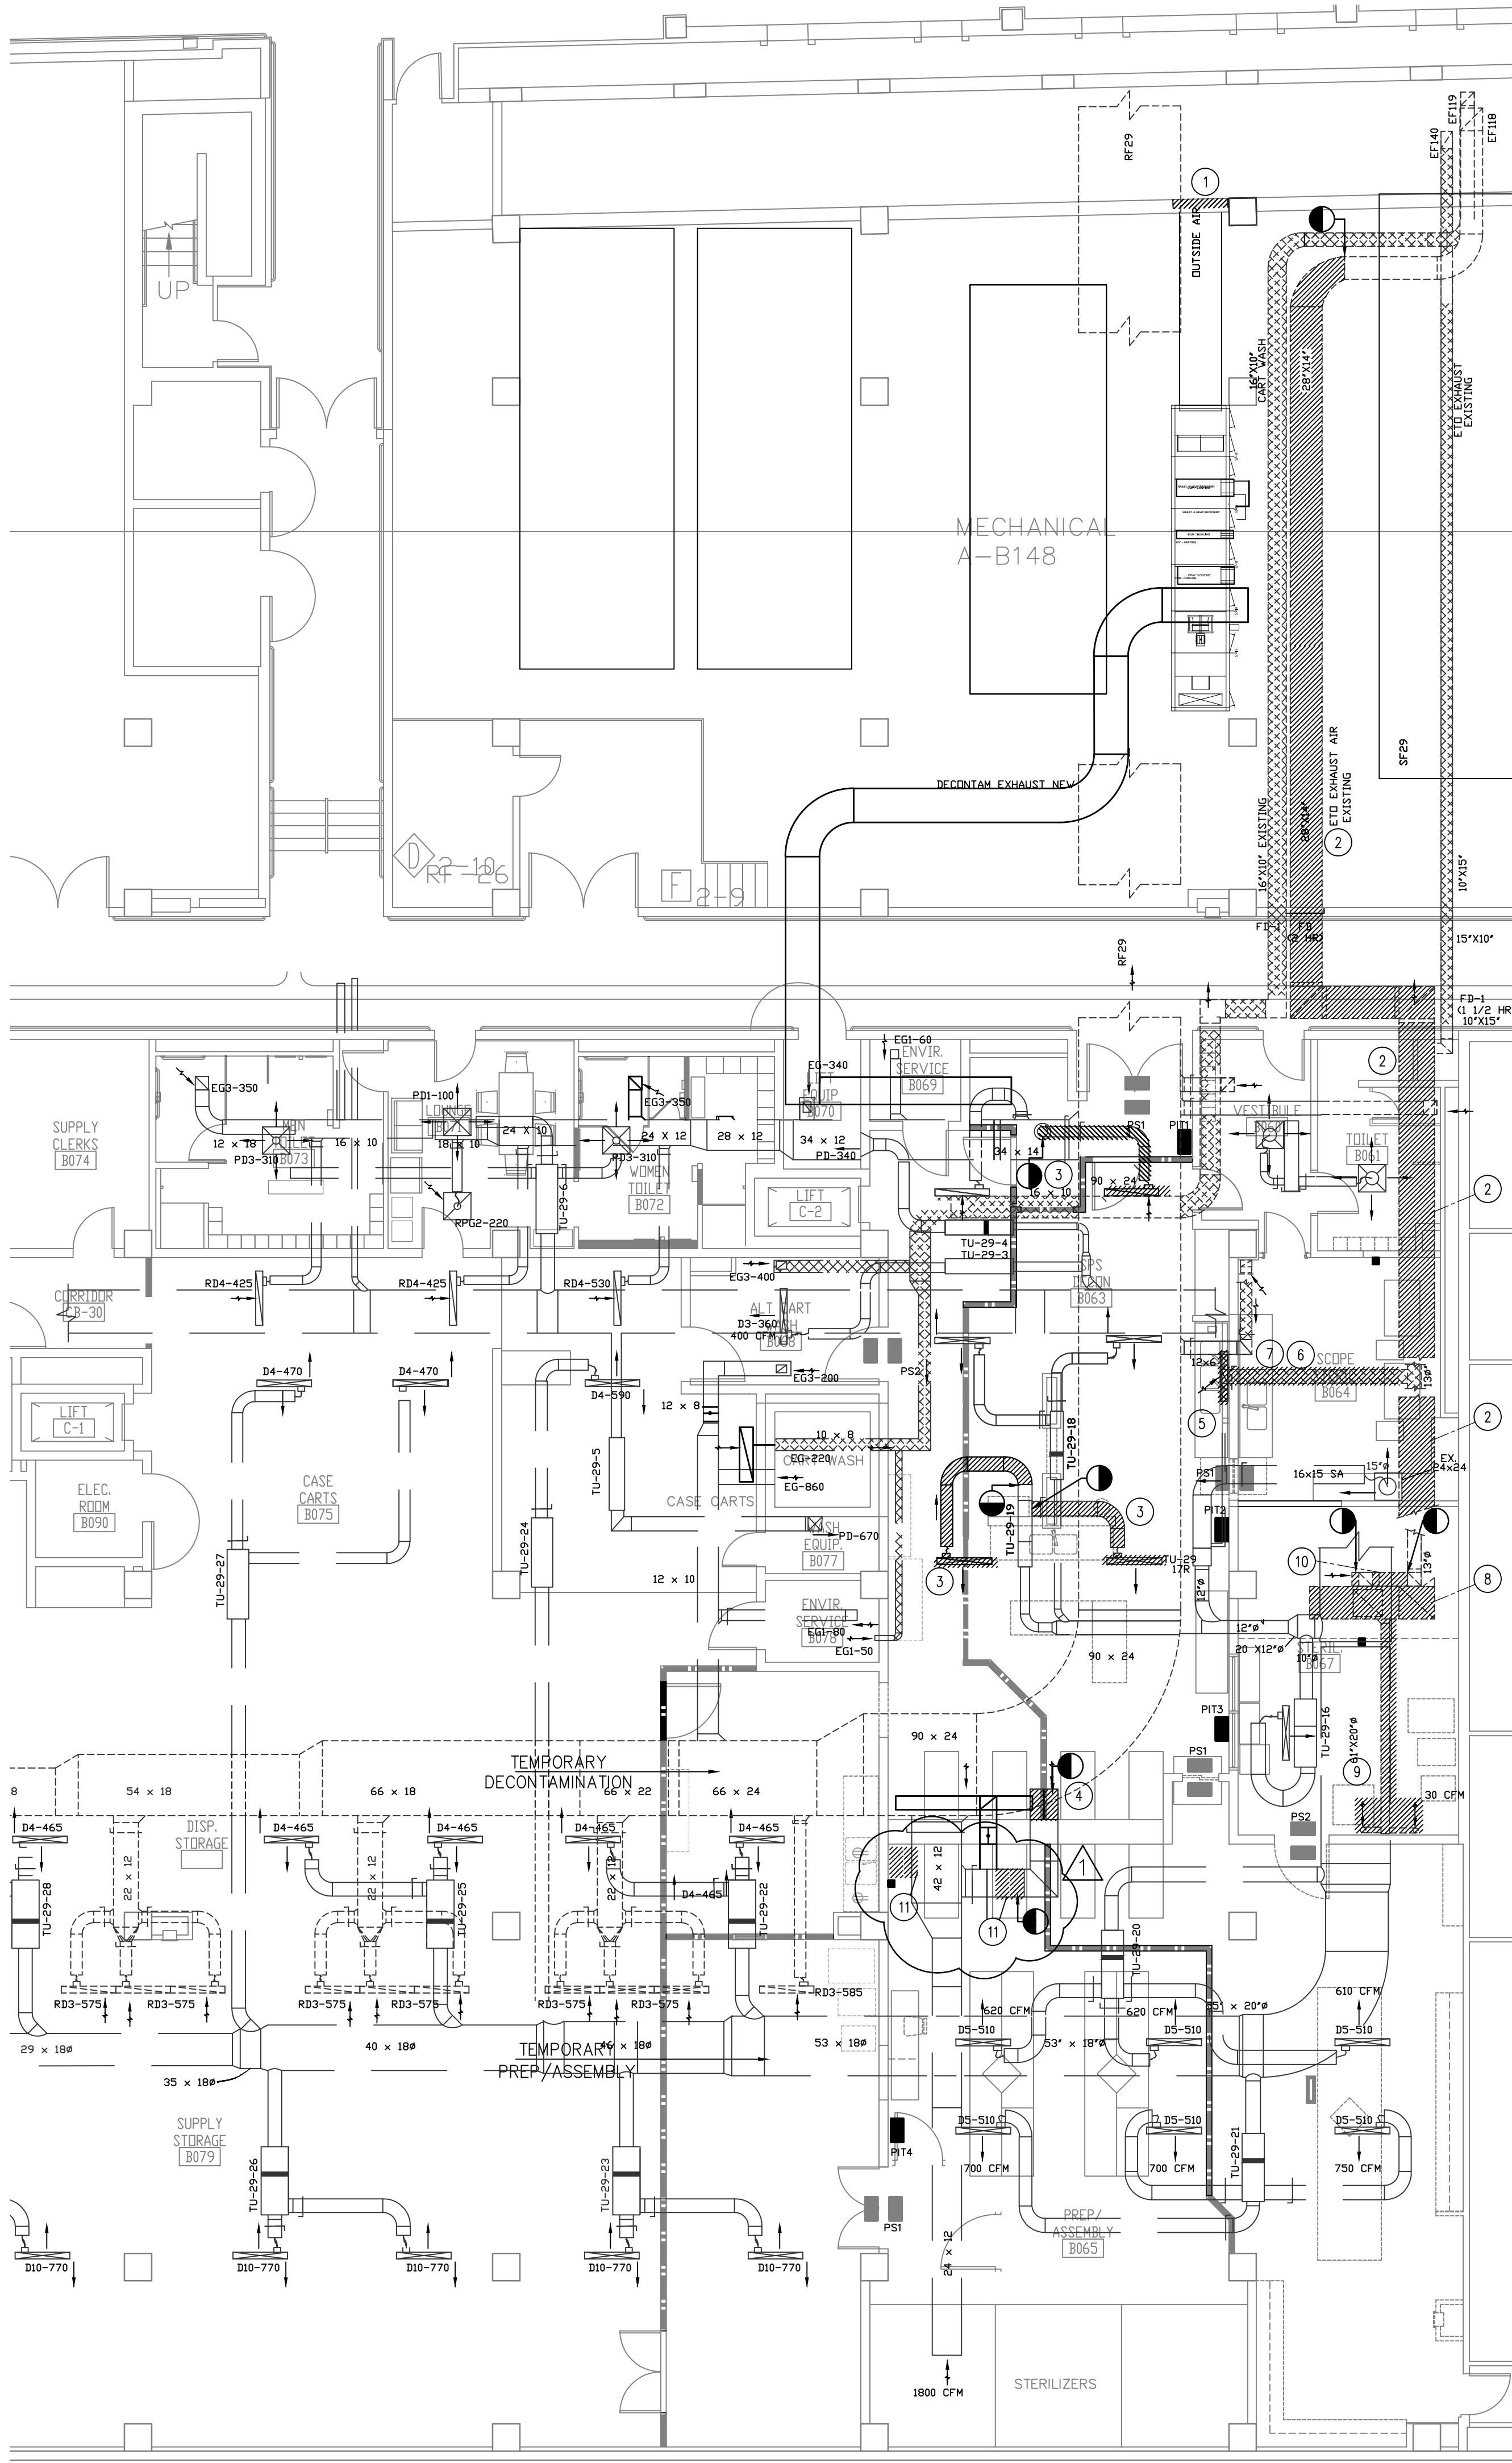 EF140
EF119
EF118
RF29
1
OUTSIDE AIR
UP
16"X10"
CART WASH
28"X14"
ETO EXHAUST
EXISTING
MECHANICAL
A-B148
DECONTAM EXHAUST NEW
ETO EXHAUST AIR
EXISTING
SF29
2
28"X14"
16"X10" EXISTING
10"X15"
D
2-10
F
2-9
15"X10"
RF29
FD-1
(1 1/2 HR
10"X15"
EG1-60
ENVIR.
SERVICE
B069
EG-340
LIFT
EQUIP
B070
EG3-350
PD1-100
LOUNGE
EG3-350
2
VESTIBULE
SUPPLY
CLERKS
B074
12 x 18
MEN
B073
PD3-310
16 x 10
18 x 10
24 X 10
PD3-310
24 X 12
28 x 12
34 x 12
PD-340
34 x 14
3
PS1
PIT1
TOILET
B061
WOMEN
TOILET
B072
90 x 24
16 x 10
LIFT
C-2
2
RPG2-220
TU-29-6
TU-29-4
TU-29-3
EG3-400
RD4-425
RD4-425
RD4-530
SPS
B063
CORRIDOR
CB-30
ALT CART
D3-360
400 CFM
D4-470
D4-470
D4-590
EG3-200
PS2
12x6
7
6
SCOPE
B064
13"ø
LIFT
C-1
12 x 8
10 x 8
EG-220
CART WASH
EG-860
5
2
TU-29-18
TU-29-5
CASE CARTS
CASE
CARTS
B075
ELEC.
ROOM
B090
PS1
16x15 SA
15"ø
EX.
24x24
TU-29-27
TU-29-24
PD-670
WASH
EQUIP.
B077
TU-29-19
3
PIT2
3
TU-29
17R
10
13"ø
8
12 x 10
12"ø
ENVIR.
SERVICE
B078
EG1-80
EG1-50
12"ø
20 X12"ø
10"ø
STERIL.
B067
90 x 24
90 x 24
PIT3
TU-29-16
61"X20"ø
PS1
9
30 CFM
PS2
TEMPORARY
DECONTAMINATION
8
54 x 18
66 x 18
66 x 22
66 x 24
4
D4-465
D4-465
D4-465
D4-465
D4-465
DISP.
STORAGE
22 x 12
22 x 12
22 x 12
D4-465
42 x 12
1
11
11
TU-29-28
TU-29-25
TU-29-22
TU-29-20
RD3-575
RD3-575
RD3-575
RD3-575
RD3-575
RD3-575
RD3-585
620 CFM
620 CFM
55" x 20"ø
610 CFM
D5-510
D5-510
D5-510
29 x 18ø
35 x 18ø
40 x 18ø
46 x 18ø
53 x 18ø
53" x 18"ø
TEMPORARY
PREP/ASSEMBLY
SUPPLY
STORAGE
B079
TU-29-26
TU-29-23
PIT4
D5-510
D5-510
D5-510
700 CFM
700 CFM
750 CFM
TU-29-21
PS1
PREP/
ASSEMBLY
B065
24 x 12
D10-770
D10-770
D10-770
D10-770
D10-770
1800 CFM
STERILIZERS